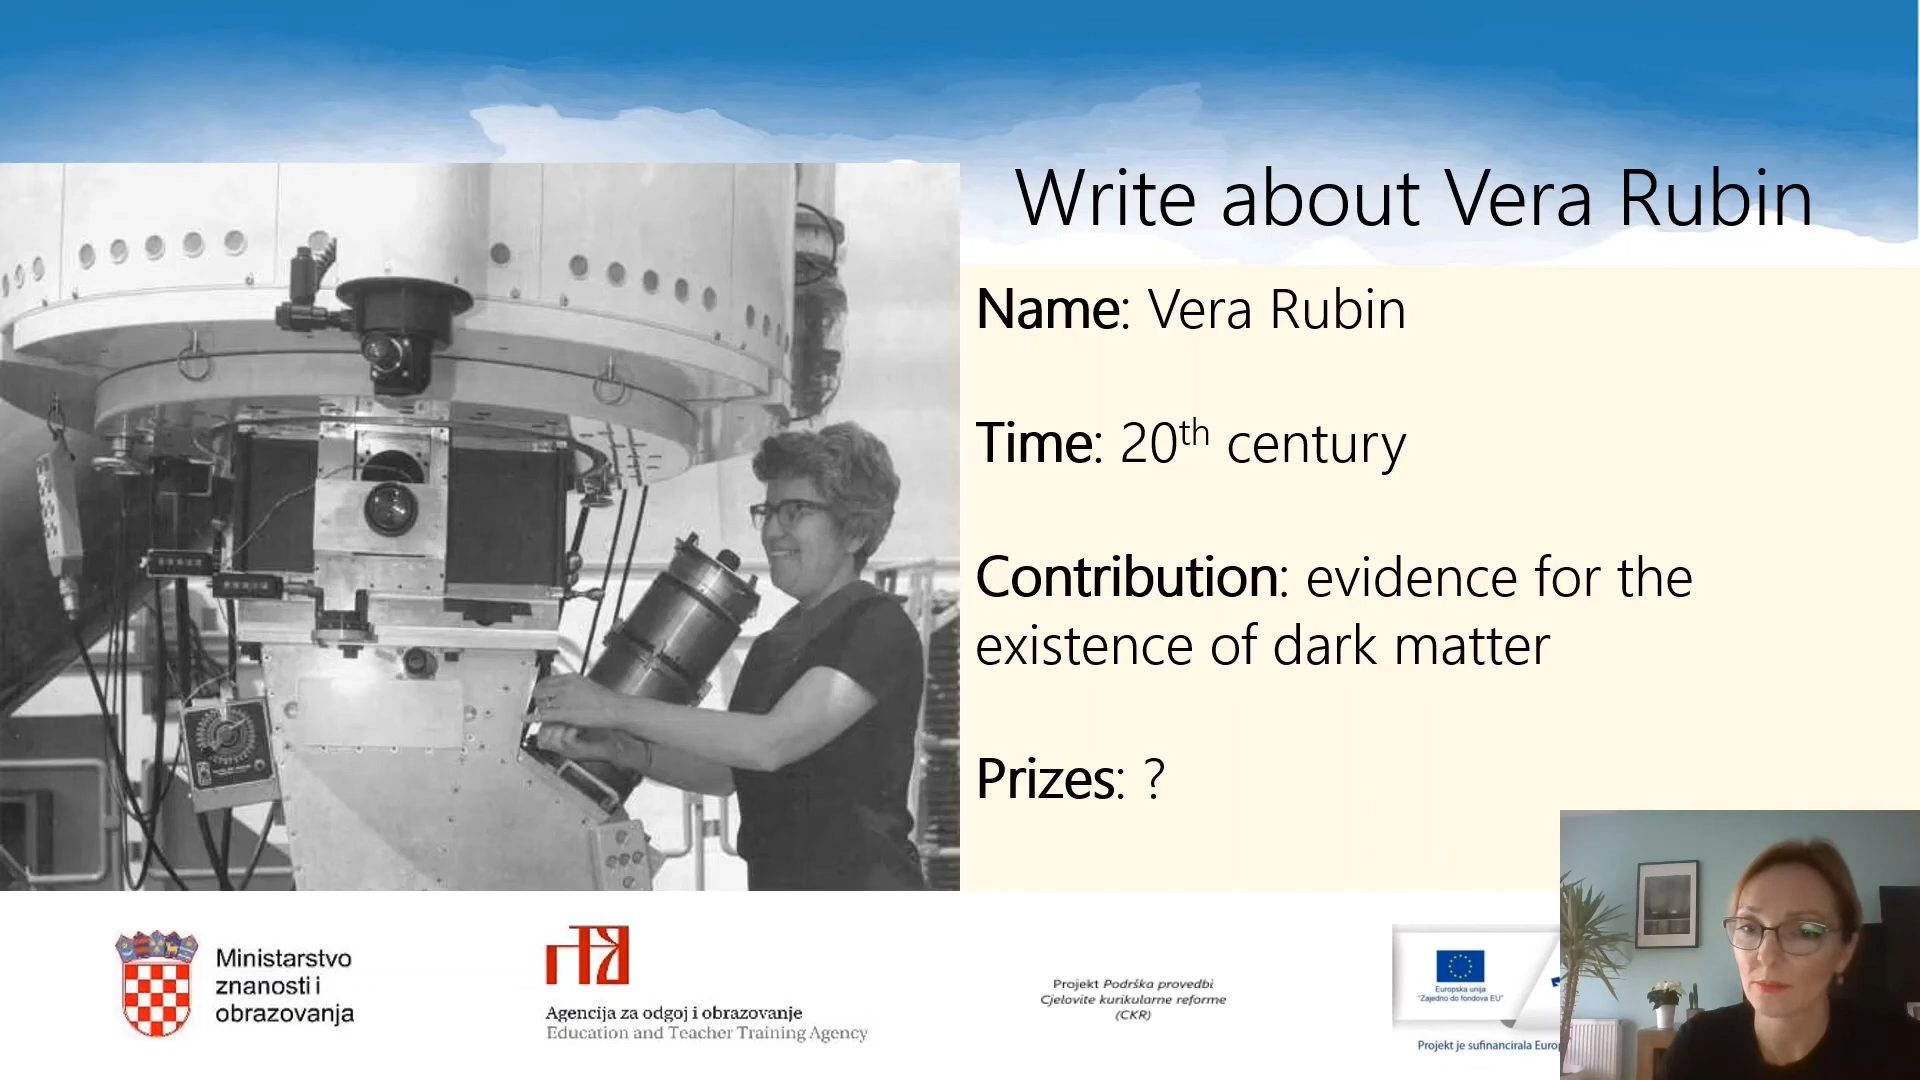 Write about Vera Rubin
Name: Vera Rubin
Time: 20th century
Contribution: evidence for the
existence of dark matter
Prizes: ?
Ministarstvo
znanosti i
obrazovanja
Agencija za odgoj i obrazovanje
Education and Teacher Training Agency
Projekt Podrška provedbi
Cjelovite kurikularne reforme
(CKR)
Europska unija
"Zajedno do fondova EU"
Projekt je sufinancirala